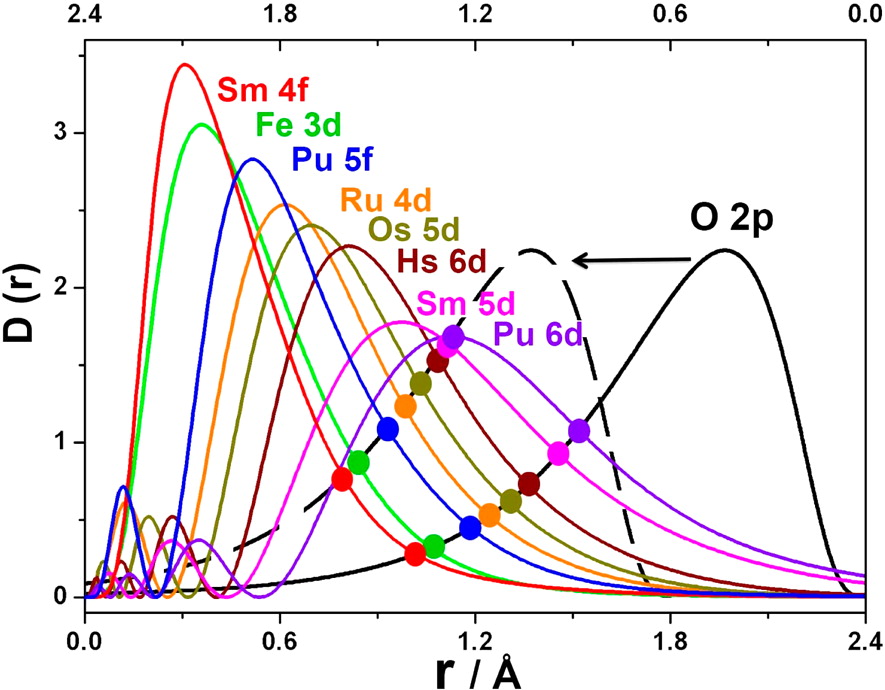 2.4 1.8 1.2 0.6 0.0
Sm 4f
Fe 3d
Pu 5f
Ru 4d
Os 5d
Hs 6d
Sm 5d
Pu 6d
O 2p
3
2
1
0
D (r)
0.0 0.6 1.2 1.8 2.4
r / Å